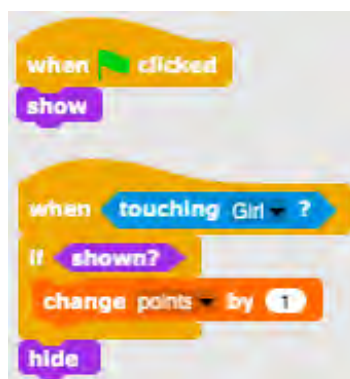 when clicked
show
when touching Girl ?
if shown?
change points by 1
hide